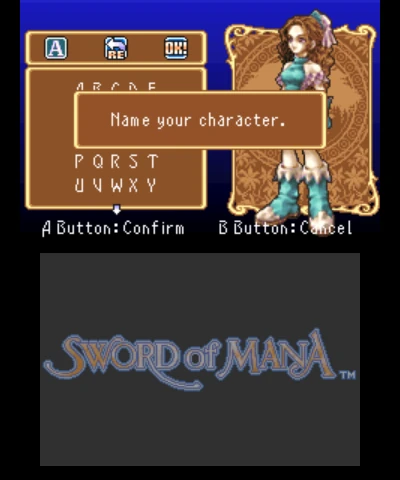 A RE OK!
A B C D E
Name your character.
P Q R S T
U V W X Y
A Button:Confirm B Button:Cancel
SWORD of MANA TM